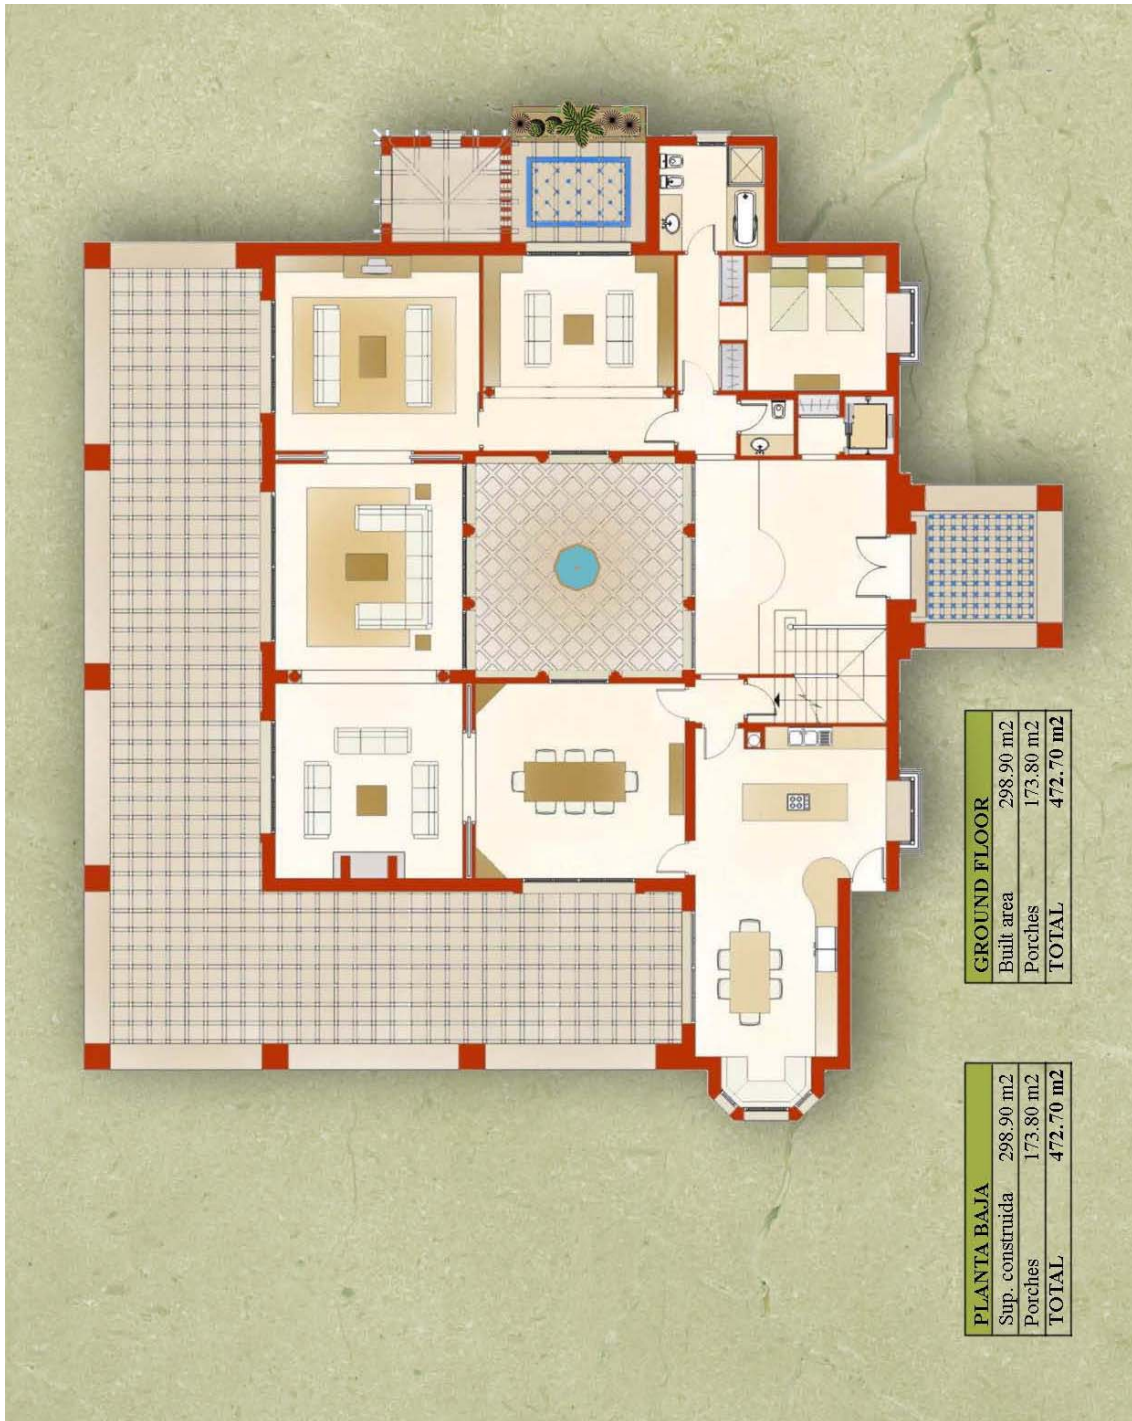 PLANTA BAJA
Sup. construida 298.90 m2
Porches 173.80 m2
TOTAL 472.70 m2
GROUND FLOOR
Built area 298.90 m2
Porches 173.80 m2
TOTAL 472.70 m2